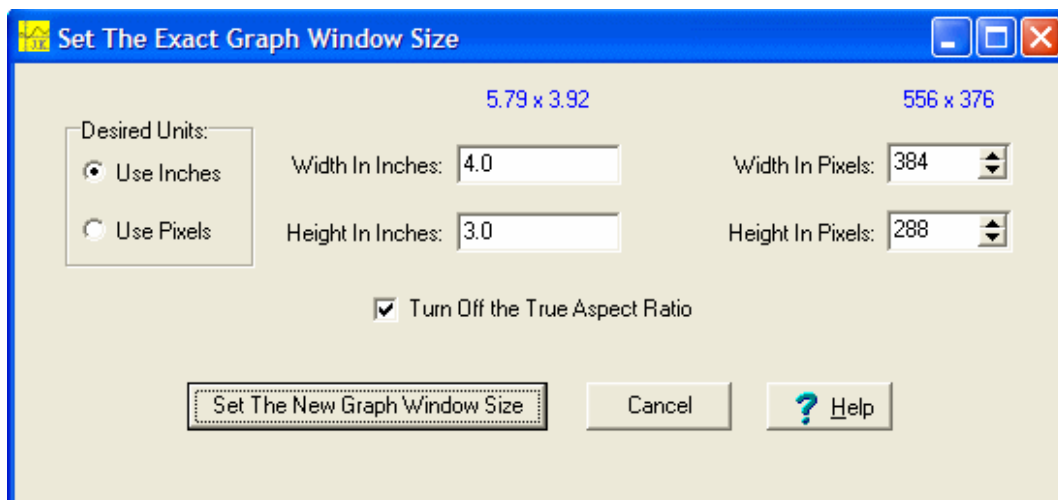 Set The Exact Graph Window Size
5.79 x 3.92
556 x 376
Desired Units:
Use Inches
Use Pixels
Width In Inches: 4.0
Height In Inches: 3.0
Width In Pixels: 384
Height In Pixels: 288
Turn Off the True Aspect Ratio
Set The New Graph Window Size
Cancel
? Help